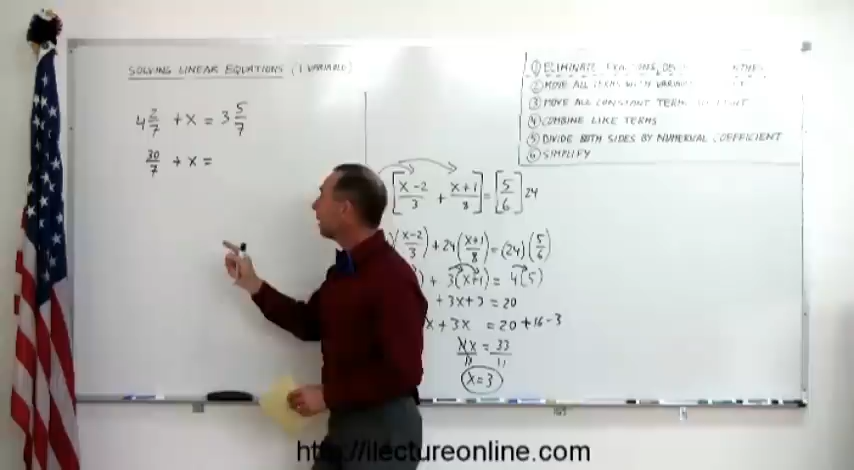 SOLVING LINEAR EQUATIONS (1 VARIABLE)
4 2/7 + x = 3 5/7
30/7 + x =
① ELIMINATE
② MOVE ALL TERMS WITH
③ MOVE ALL CONSTANT TERMS
④ COMBINE LIKE TERMS
⑤ DIVIDE BOTH SIDES BY NUMERICAL COEFFICIENT
⑥ SIMPLIFY
[x-2/3 + x+1/8] = [5/6] 24
(x-2/3) + 24(x+1/8) = (24)(5/6)
+ 3(x+1) = 4(5)
+ 3x + 3 = 20
x + 3x = 20 + 16 - 3
11x/11 = 33/11
x = 3
http://ilectureonline.com